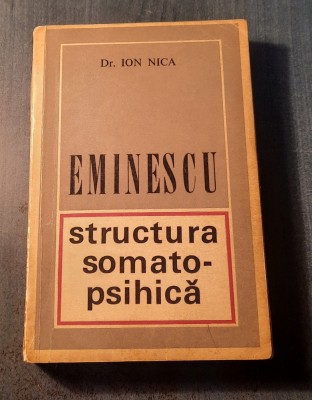 Dr. ION NICA
EMINESCU
structura
somato-
psihică